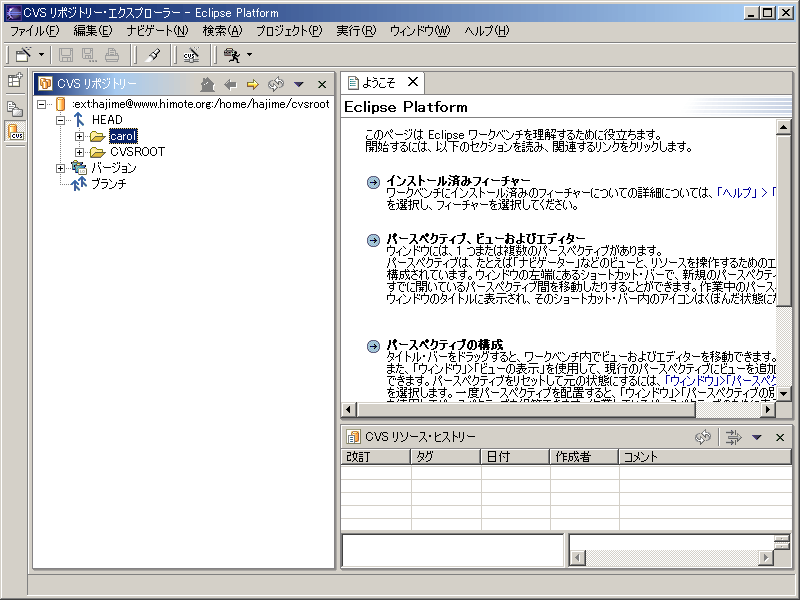 CVS リポジトリー・エクスプローラー - Eclipse Platform
ファイル(F) 編集(E) ナビゲート(N) 検索(A) プロジェクト(P) 実行(R) ウィンドウ(W) ヘルプ(H)
CVS リポジトリー
:ext:hajime@www.himote.org:/home/hajime/cvsroot
HEAD
carol
CVSROOT
バージョン
ブランチ
ようこそ
Eclipse Platform
このページは Eclipse ワークベンチを理解するために役立ちます。
開始するには、以下のセクションを読み、関連するリンクをクリックします。
インストール済みフィーチャー
ワークベンチにインストール済みのフィーチャーについての詳細については、「ヘルプ」 > 「
を選択し、フィーチャーを選択してください。
パースペクティブ、ビューおよびエディター
ウィンドウには、1 つまたは複数のパースペクティブがあります。
パースペクティブは、たとえば「ナビゲーター」などのビューと、リソースを操作するためのエ
構成されています。ウィンドウの左端にあるショートカット・バーで、新規のパースペクティ
すでに開いているパースペクティブ間を移動したりすることができます。作業中のパース
ウィンドウのタイトルに表示され、そのショートカット・バー内のアイコンはくぼんだ状態に
パースペクティブの構成
タイトル・バーをドラッグすると、ワークベンチ内でビューおよびエディターを移動できます。
また、「ウィンドウ」>「ビューの表示」を使用して、現行のパースペクティブにビューを追加
できます。パースペクティブをリセットして元の状態にするには、「ウィンドウ」>「パースペク
を選択します。一度パースペクティブを配置すると、「ウィンドウ」>「パースペクティブの別
CVS リソース・ヒストリー
改訂 タグ 日付 作成者 コメント